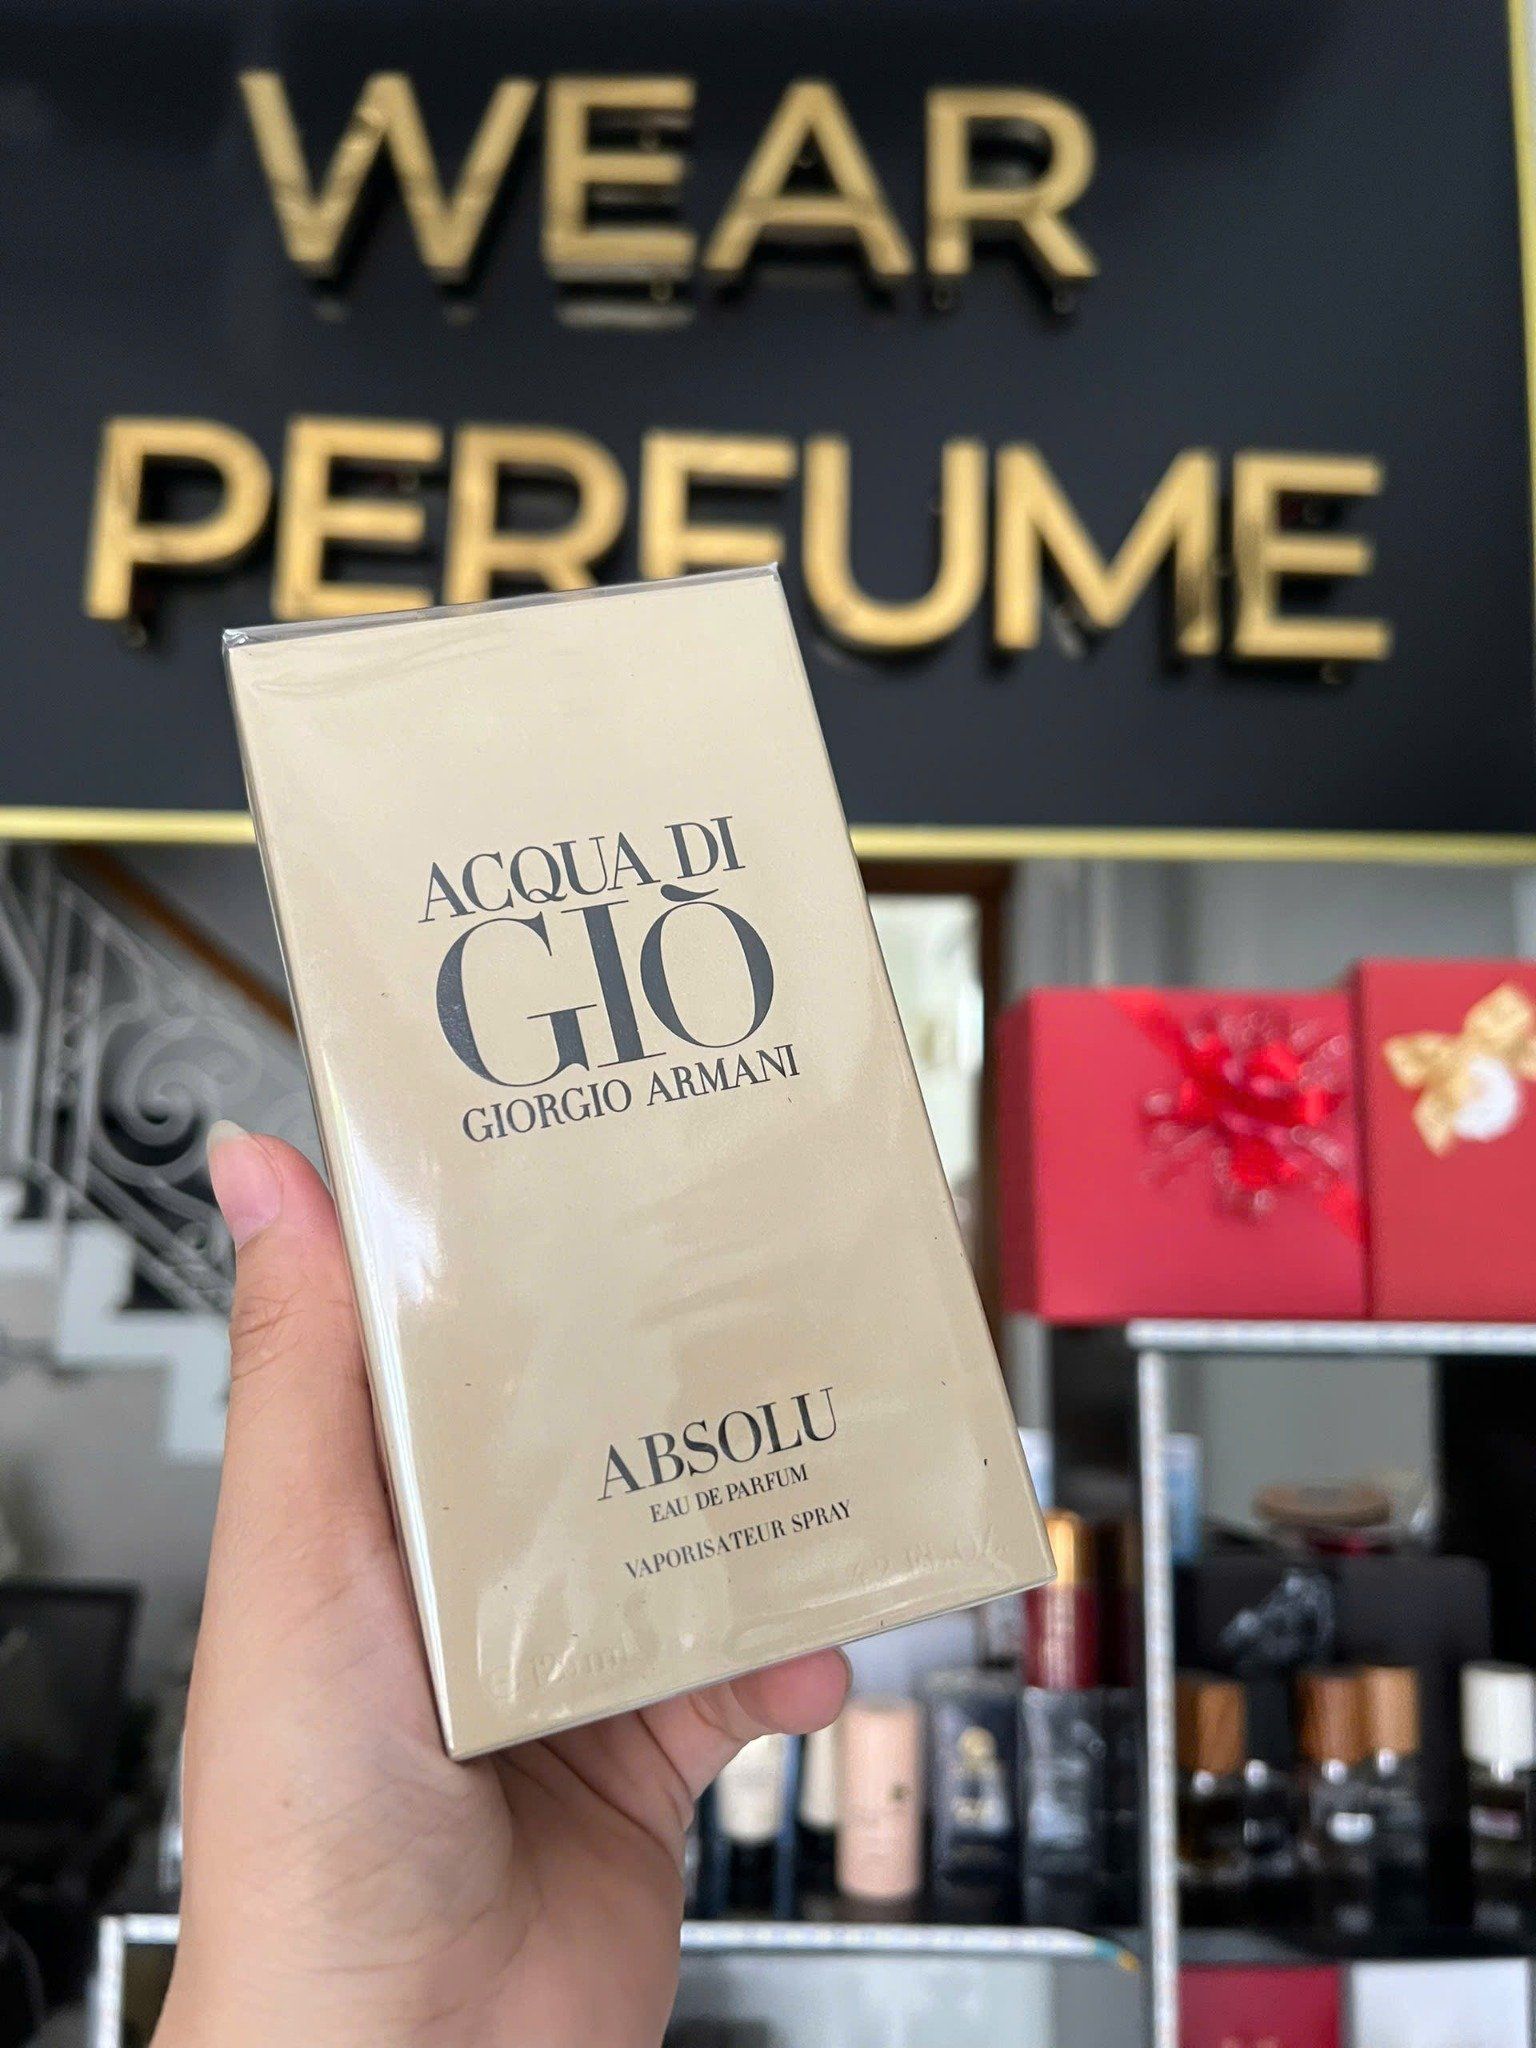 WEAR
PERFUME
ACQUA DI
GIÒ
GIORGIO ARMANI
ABSOLU
EAU DE PARFUM
VAPORISATEUR SPRAY